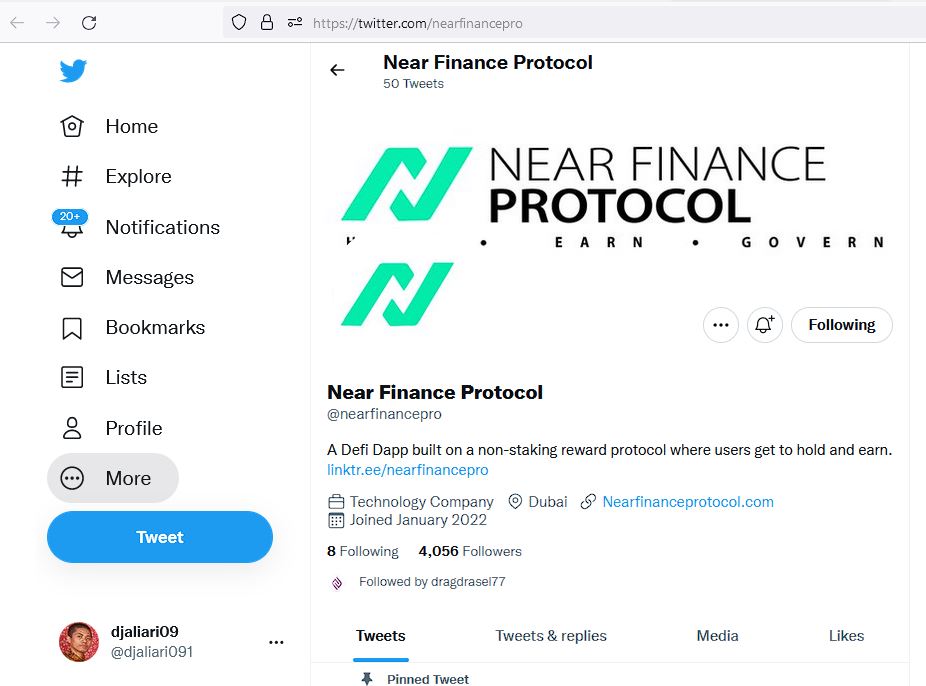 https://twitter.com/nearfinancepro
Home
Explore
20+
Notifications
Messages
Bookmarks
Lists
Profile
More
Tweet
djaliari09
@djaliari091
Near Finance Protocol
50 Tweets
NEAR FINANCE
PROTOCOL
• EARN • GOVERN
Following
Near Finance Protocol
@nearfinancepro
A Defi Dapp built on a non-staking reward protocol where users get to hold and earn.
linktr.ee/nearfinancepro
Technology Company Dubai Nearfinanceprotocol.com
Joined January 2022
8 Following 4,056 Followers
Followed by dragdrasel77
Tweets Tweets & replies Media Likes
Pinned Tweet